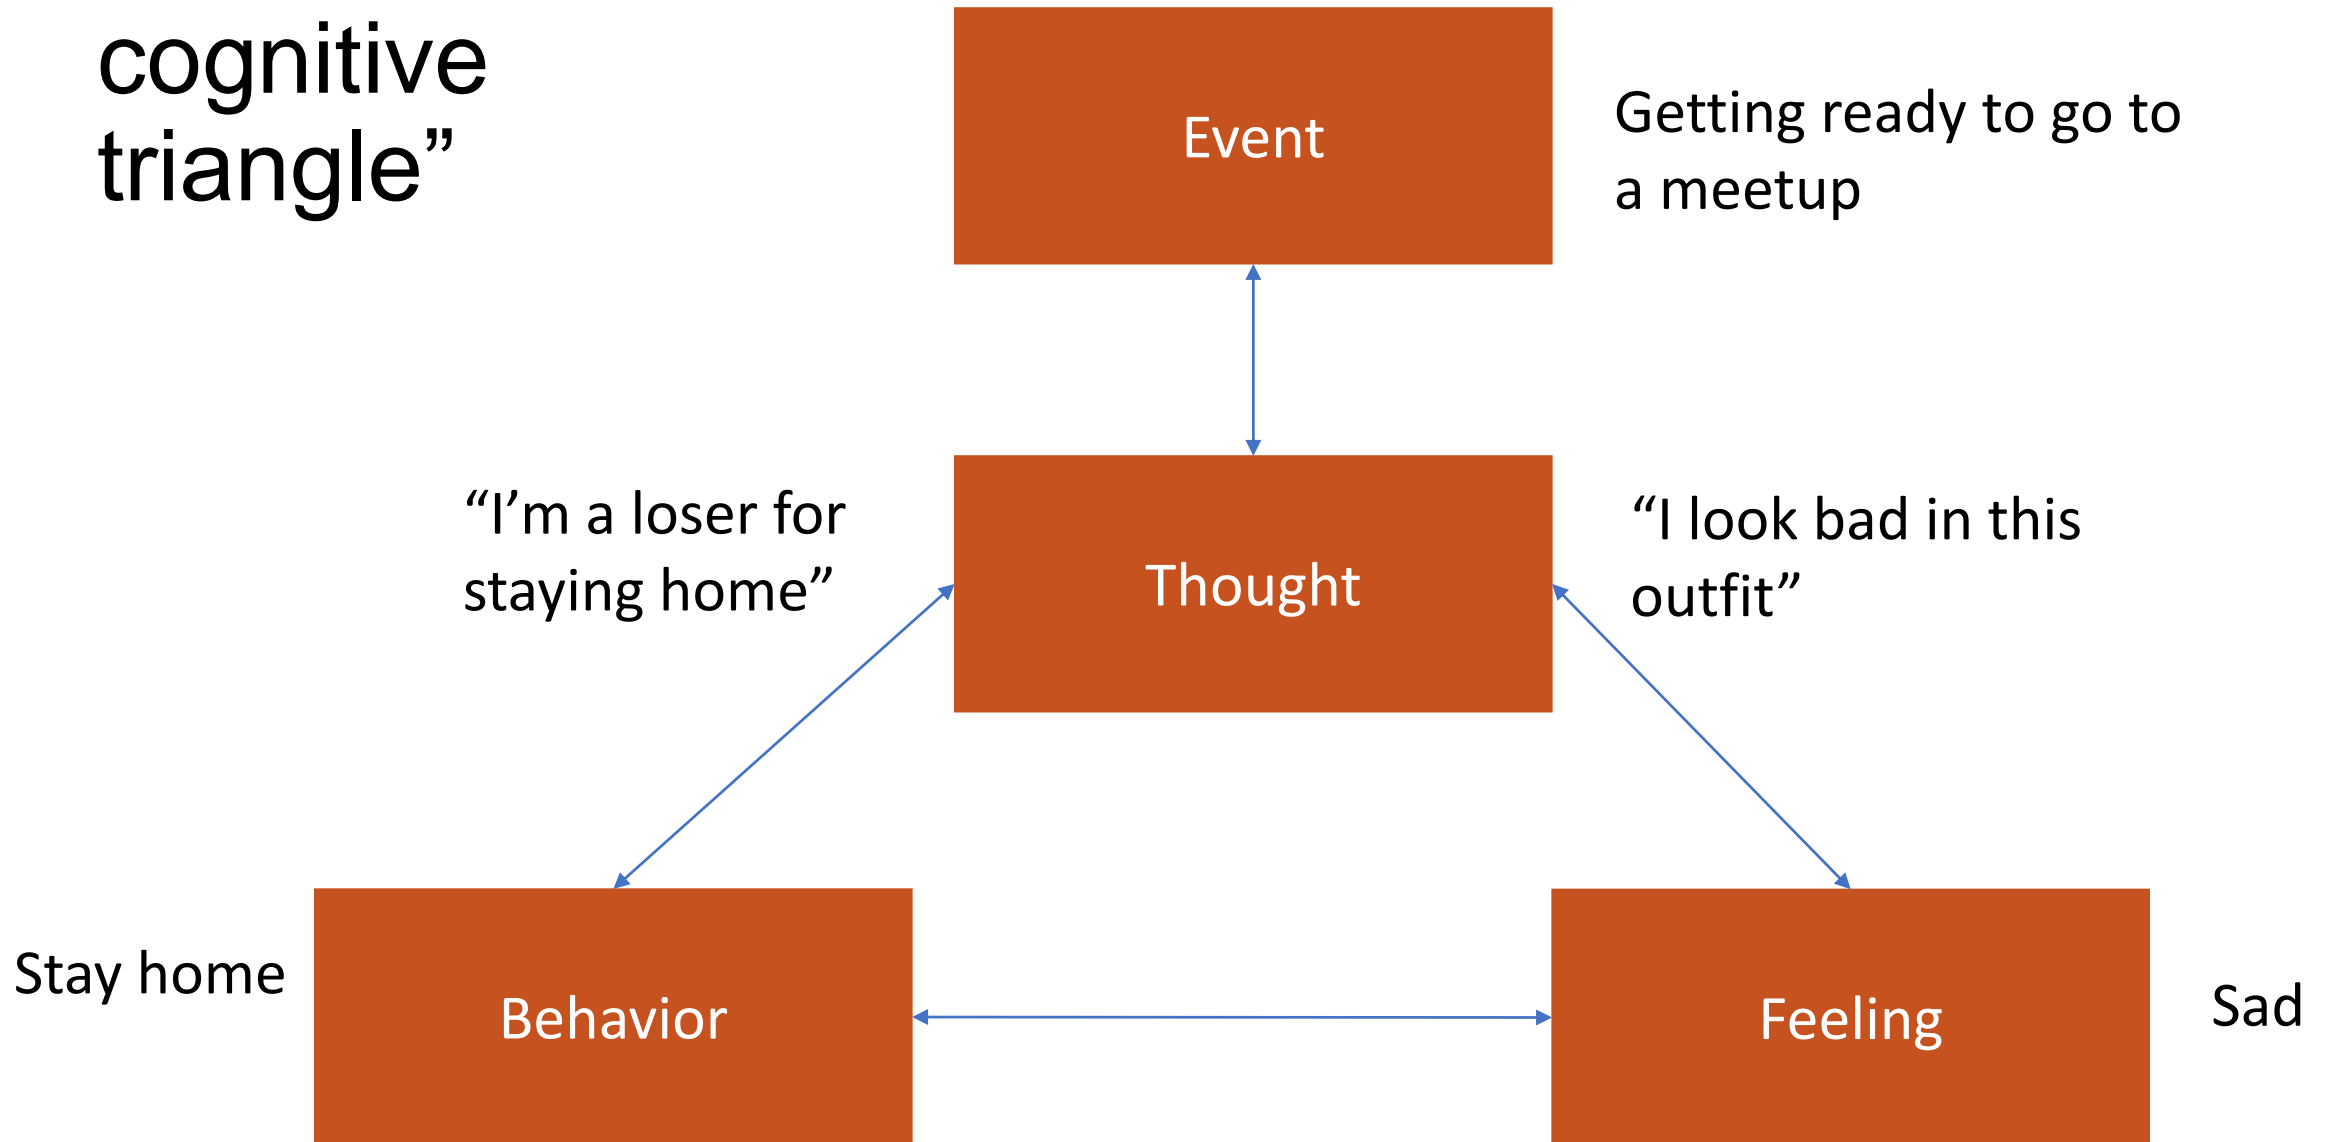 cognitive
triangle”
Event
Getting ready to go to
a meetup
“I’m a loser for
staying home”
Thought
“I look bad in this
outfit”
Stay home
Behavior
Feeling
Sad